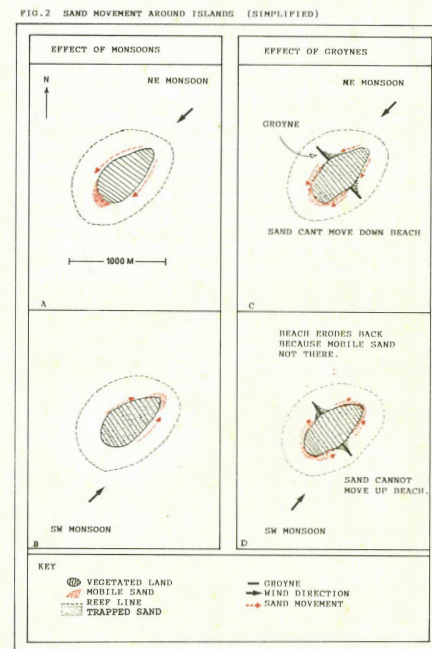 FIG.2 SAND MOVEMENT AROUND ISLANDS (SIMPLIFIED)
EFFECT OF MONSOONS
N
NE MONSOON
1000 M
A
EFFECT OF GROYNES
NE MONSOON
GROYNE
SAND CANT MOVE DOWN BEACH
C
SW MONSOON
B
BEACH ERODES BACK
BECAUSE MOBILE SAND
NOT THERE.
SAND CANNOT
MOVE UP BEACH.
SW MONSOON
D
KEY
VEGETATED LAND
MOBILE SAND
REEF LINE
TRAPPED SAND
GROYNE
WIND DIRECTION
SAND MOVEMENT